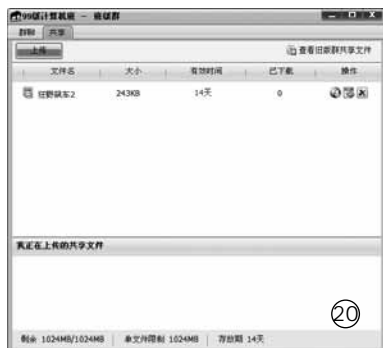 99级计算机班 - 班级群
群聊 共享
上传 查看旧版群共享文件
文件名 大小 有效时间 已下载 操作
狂野飙车2 243KB 14天 0
我正在上传的共享文件
20
剩余 1024MB/1024MB 单文件限制 1024MB 存放期 14天